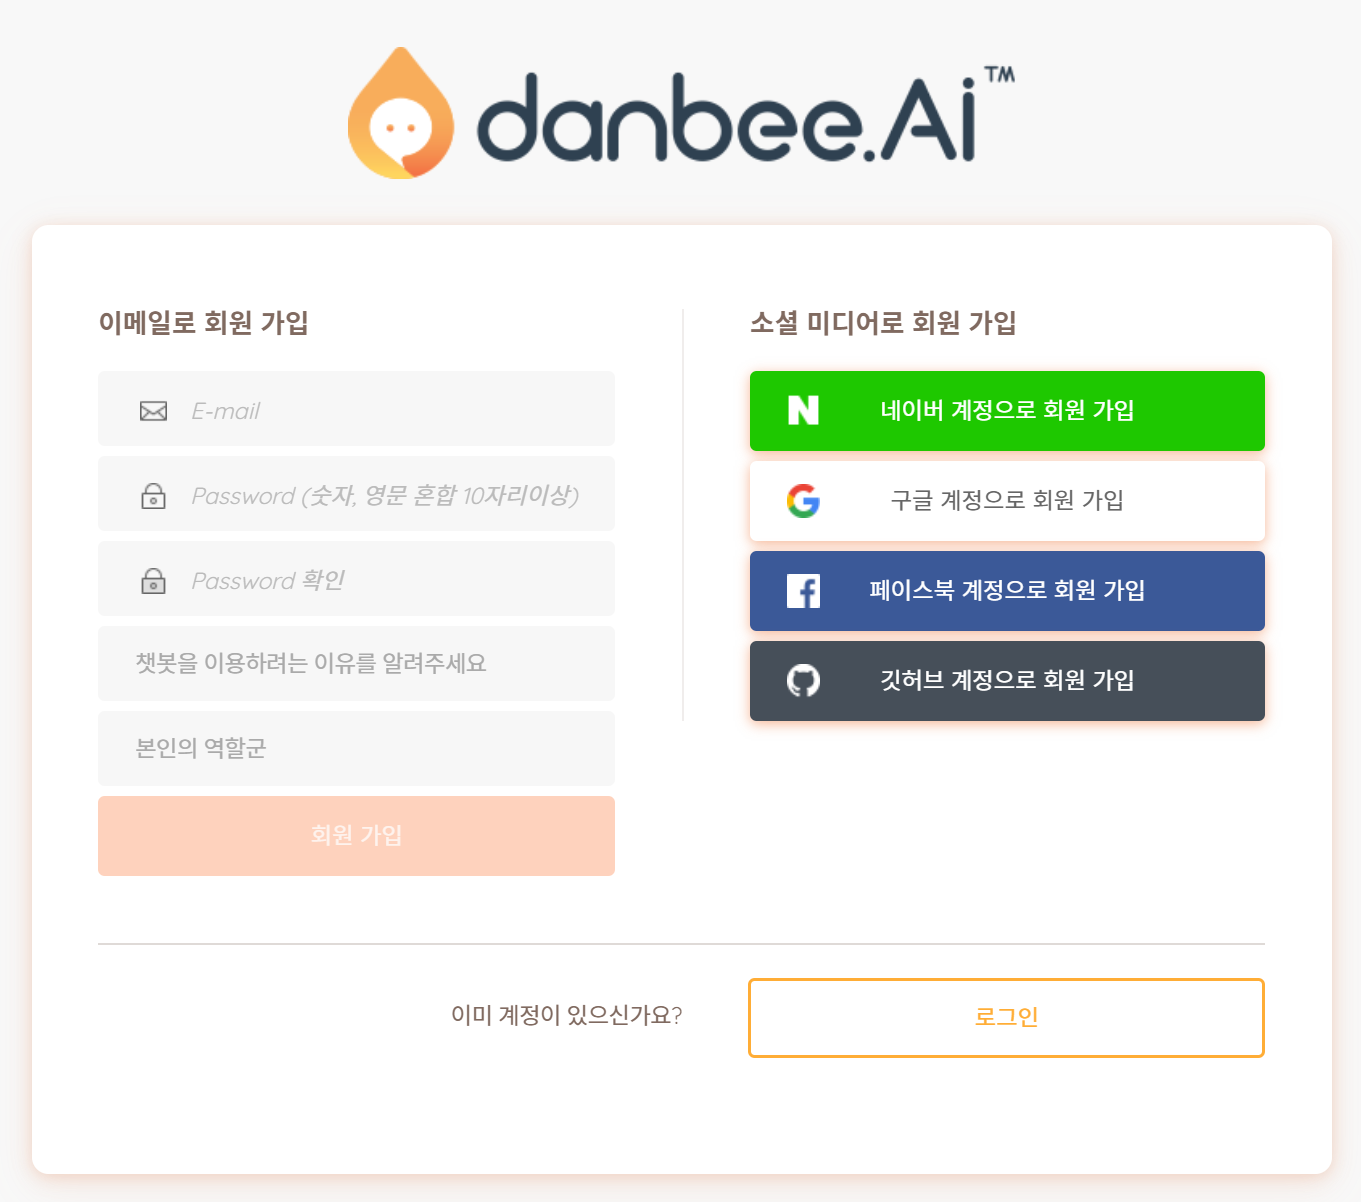 danbee.Ai™
이메일로 회원 가입
E-mail
Password (숫자, 영문 혼합 10자리이상)
Password 확인
챗봇을 이용하려는 이유를 알려주세요
본인의 역할군
회원 가입
소셜 미디어로 회원 가입
네이버 계정으로 회원 가입
구글 계정으로 회원 가입
페이스북 계정으로 회원 가입
깃허브 계정으로 회원 가입
이미 계정이 있으신가요?
로그인